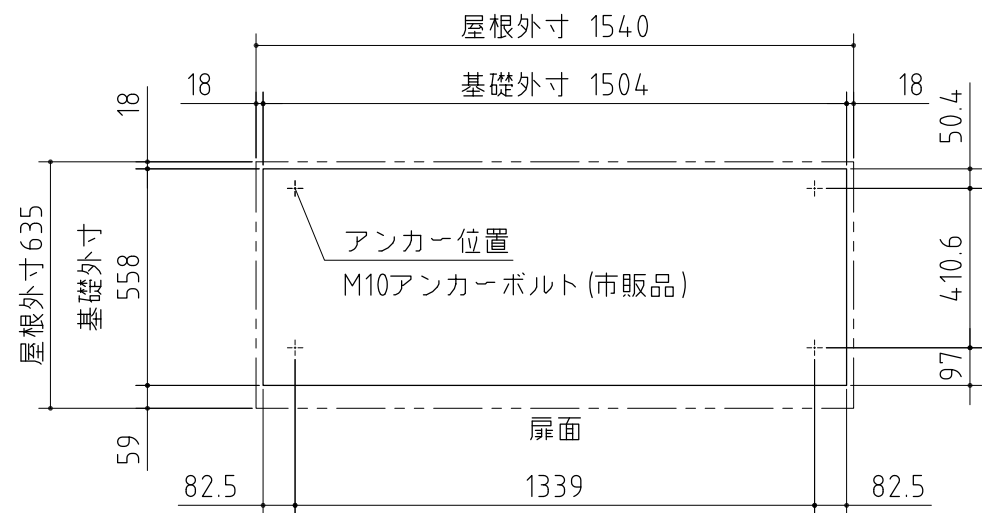 屋根外寸 1540
18
基礎外寸 1504
18
18
50.4
屋根外寸635
基礎外寸
558
アンカー位置
M10アンカーボルト(市販品)
410.6
97
59
扉面
82.5
1339
82.5